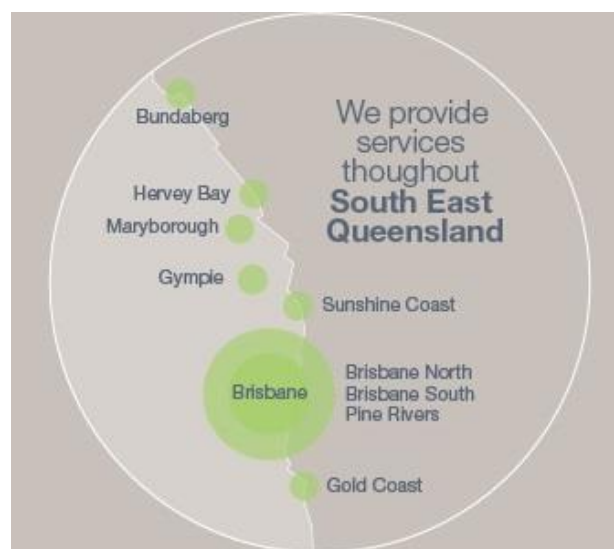 We provide
services
thoughout
South East
Queensland
Bundaberg
Hervey Bay
Maryborough
Gympie
Sunshine Coast
Brisbane
Brisbane North
Brisbane South
Pine Rivers
Gold Coast